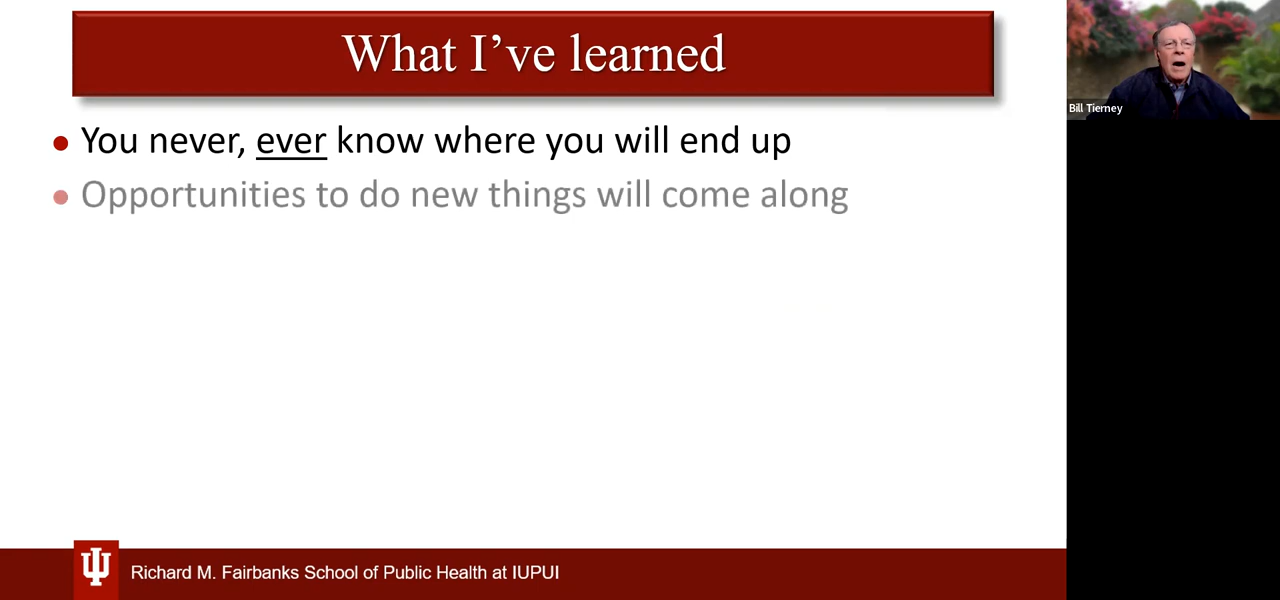 What I’ve learned
Bill Tierney
You never, ever know where you will end up
Opportunities to do new things will come along
Richard M. Fairbanks School of Public Health at IUPUI